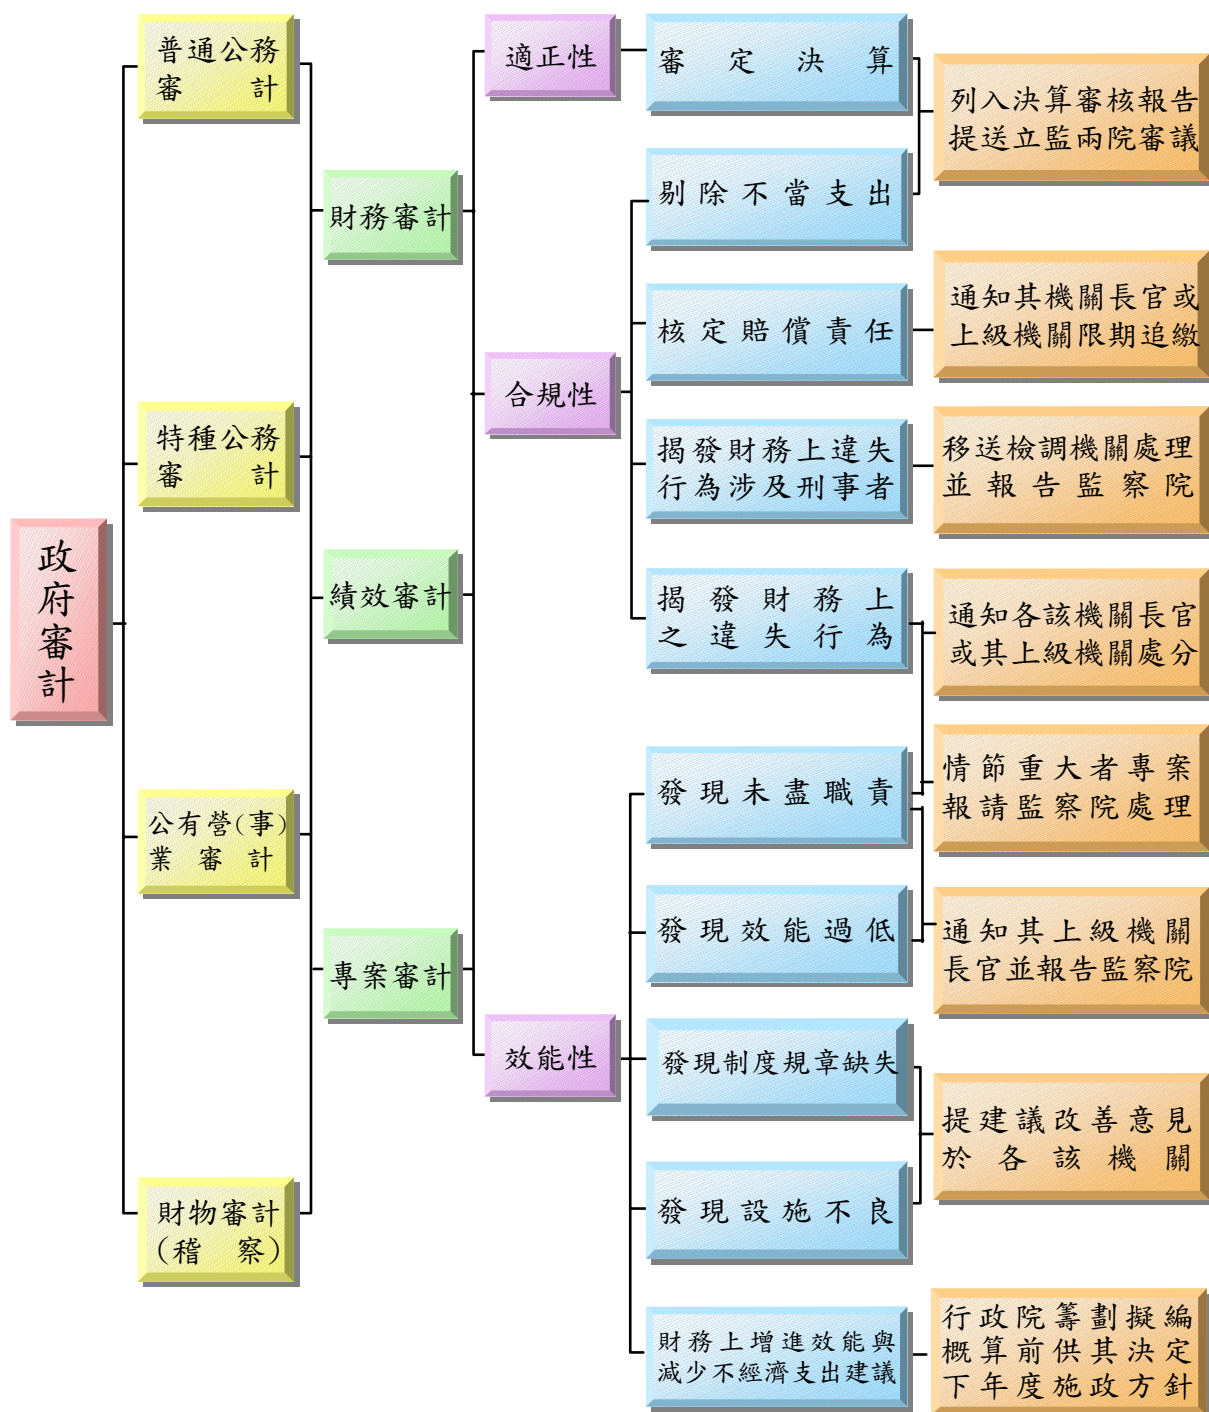 政府審計
普通公務
審計
特種公務
審計
公有營(事)
業審計
財物審計
(稽察)
財務審計
績效審計
專案審計
適正性
合規性
效能性
審定決算
剔除不當支出
核定賠償責任
揭發財務上違失
行為涉及刑事者
揭發財務上
之違失行為
發現未盡職責
發現效能過低
發現制度規章缺失
發現設施不良
財務上增進效能與
減少不經濟支出建議
列入決算審核報告
提送立監兩院審議
通知其機關長官或
上級機關限期追繳
移送檢調機關處理
並報告監察院
通知各該機關長官
或其上級機關處分
情節重大者專案
報請監察院處理
通知其上級機關
長官並報告監察院
提建議改善意見
於各該機關
行政院籌劃擬編
概算前供其決定
下年度施政方針